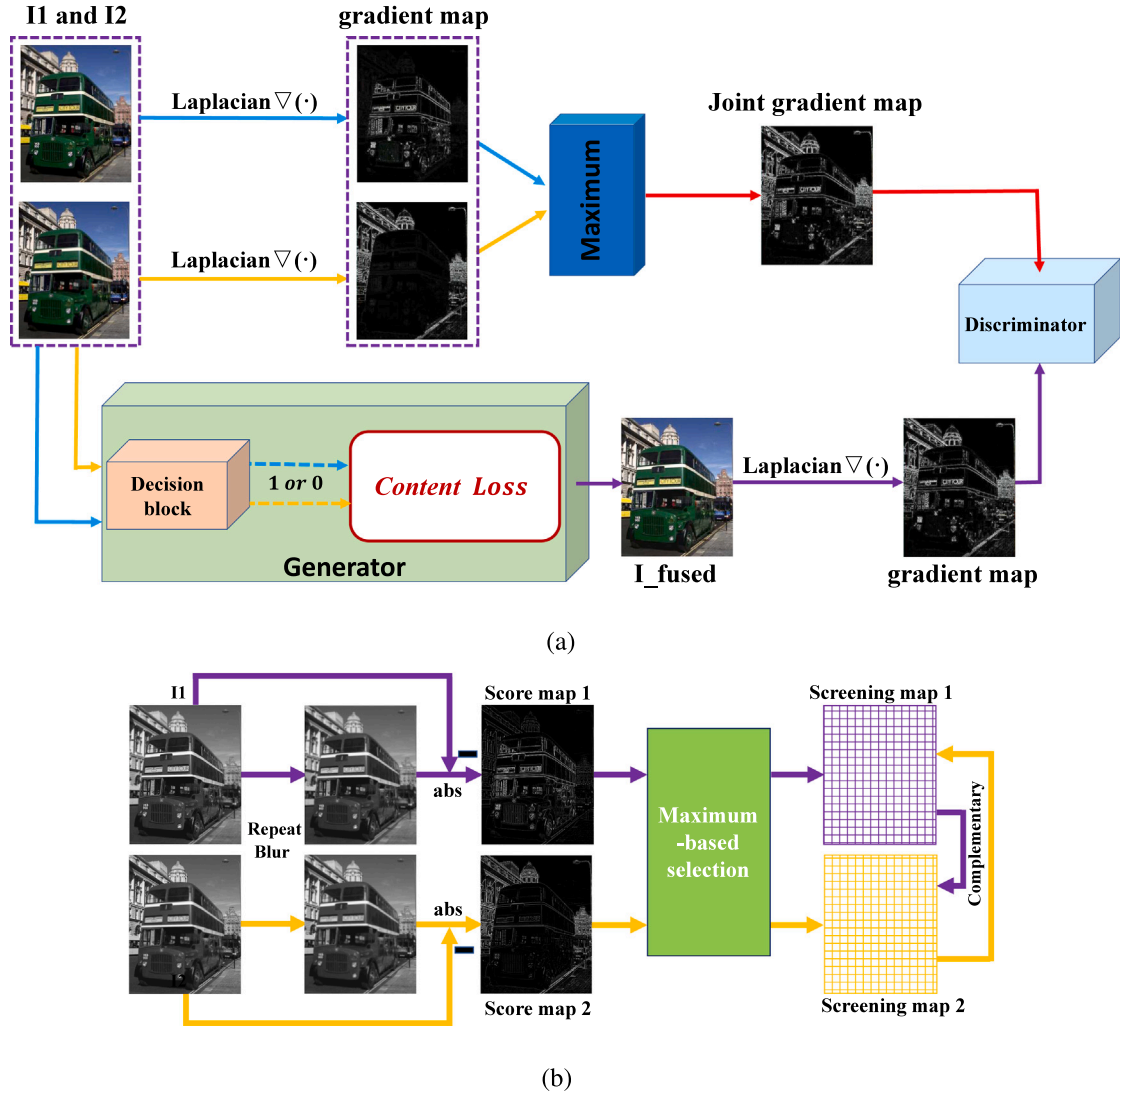 I1 and I2
gradient map
Laplacian▽(·)
Laplacian▽(·)
Maximum
Joint gradient map
Discriminator
Decision
block
1 or 0
Content Loss
Generator
I_fused
Laplacian▽(·)
gradient map
(a)
I1
Score map 1
Screening map 1
abs
Repeat
Blur
Maximum
-based
selection
Complementary
abs
Score map 2
Screening map 2
(b)